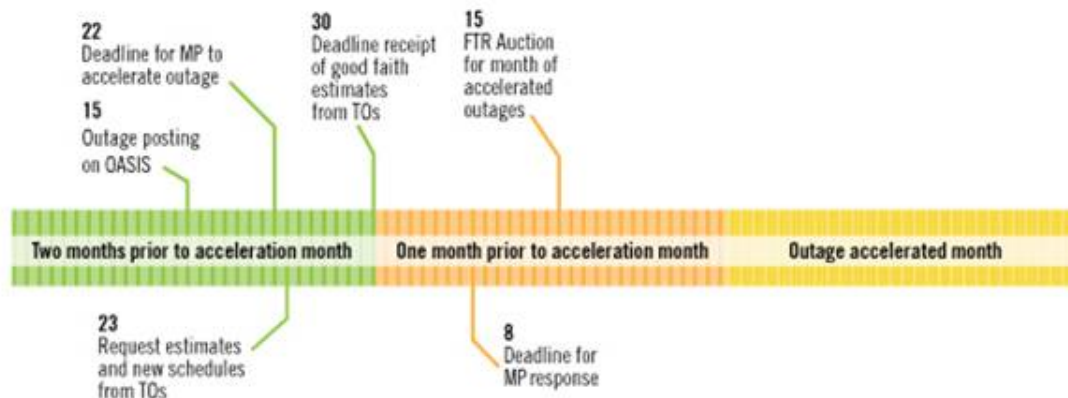 22
Deadline for MP to
accelerate outage
15
Outage posting
on OASIS
30
Deadline receipt
of good faith
estimates
from TOs
15
FTR Auction
for month of
accelerated
outages
Two months prior to acceleration month
One month prior to acceleration month
Outage accelerated month
23
Request estimates
and new schedules
from TOs
8
Deadline for
MP response